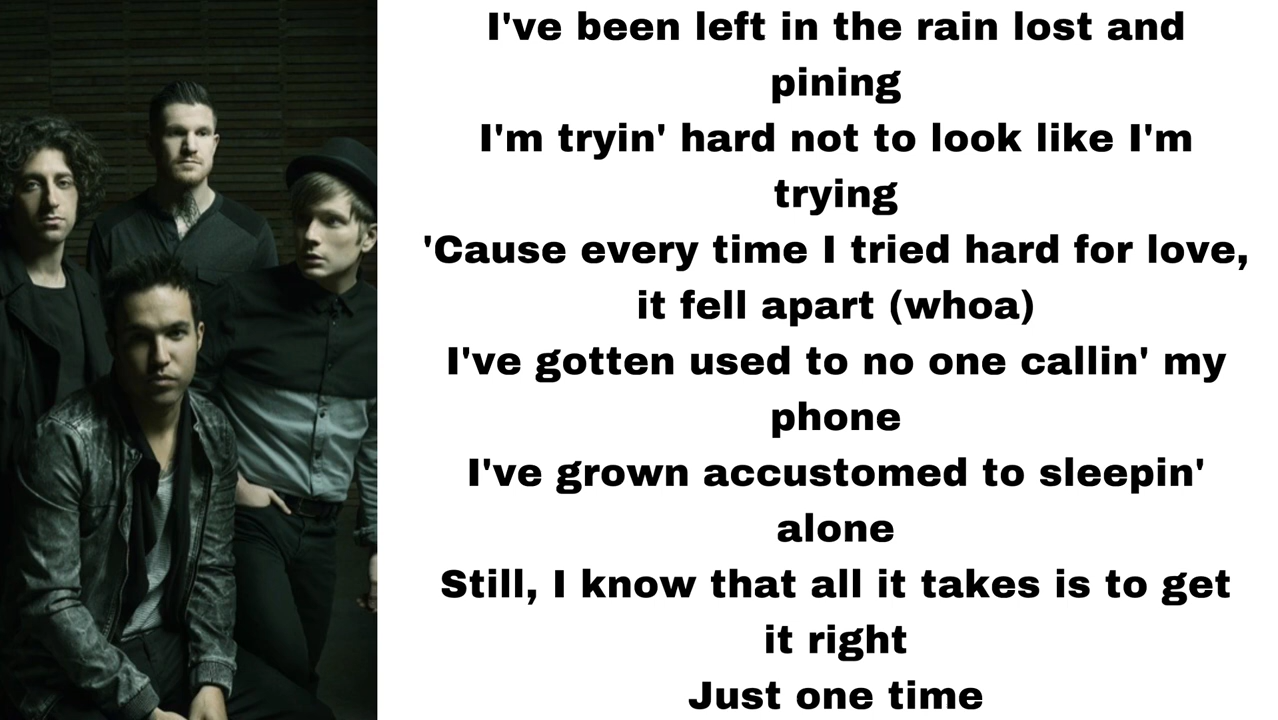 I've been left in the rain lost and
pining
I'm tryin' hard not to look like I'm
trying
'Cause every time I tried hard for love,
it fell apart (whoa)
I've gotten used to no one callin' my
phone
I've grown accustomed to sleepin'
alone
Still, I know that all it takes is to get
it right
Just one time